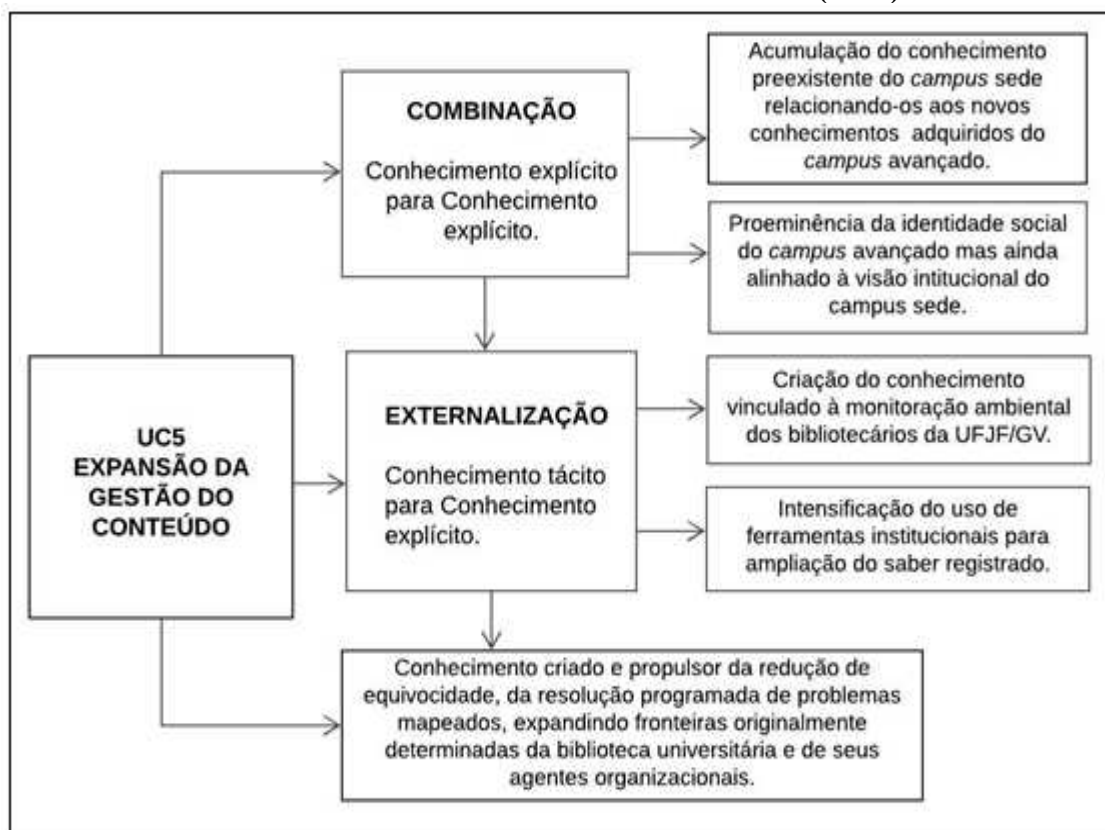 COMBINAÇÃO
Conhecimento explícito
para Conhecimento
explícito.
Acumulação do conhecimento
preexistente do campus sede
relacionando-os aos novos
conhecimentos adquiridos do
campus avançado.
Proeminência da identidade social
do campus avançado mas ainda
alinhado à visão intitucional do
campus sede.
UC5
EXPANSÃO DA
GESTÃO DO
CONTEÚDO
EXTERNALIZAÇÃO
Conhecimento tácito
para Conhecimento
explícito.
Criação do conhecimento
vinculado à monitoração ambiental
dos bibliotecários da UFJF/GV.
Intensificação do uso de
ferramentas institucionais para
ampliação do saber registrado.
Conhecimento criado e propulsor da redução de
equivocidade, da resolução programada de problemas
mapeados, expandindo fronteiras originalmente
determinadas da biblioteca universitária e de seus
agentes organizacionais.